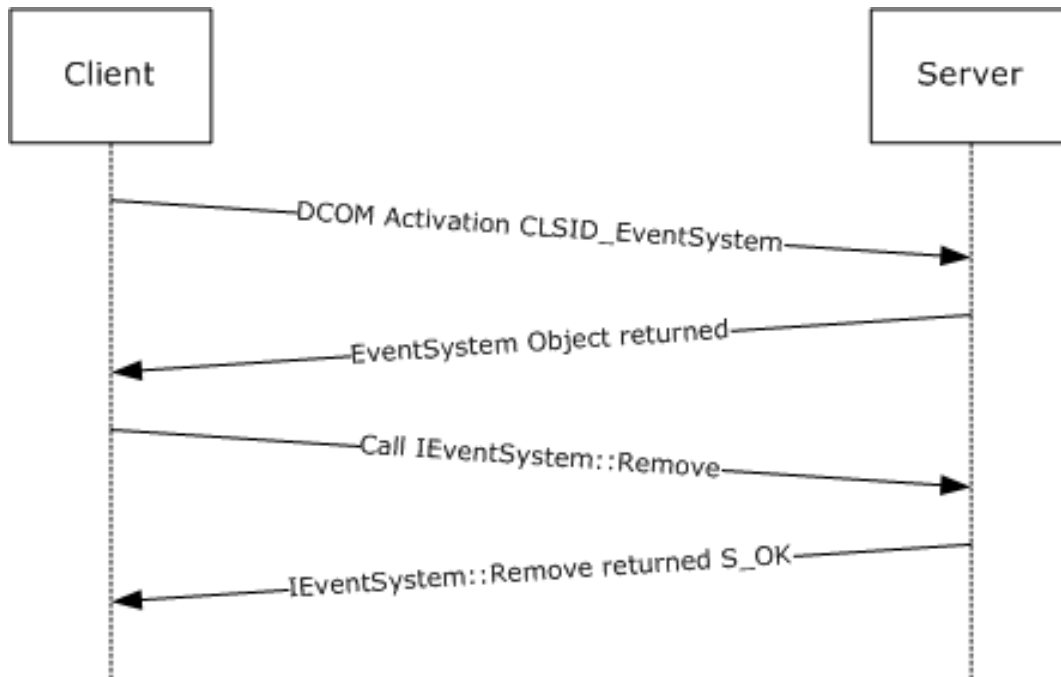 Client
Server
DCOM Activation CLSID_EventSystem
EventSystem Object returned
Call IEventSystem::Remove
IEventSystem::Remove returned S_OK